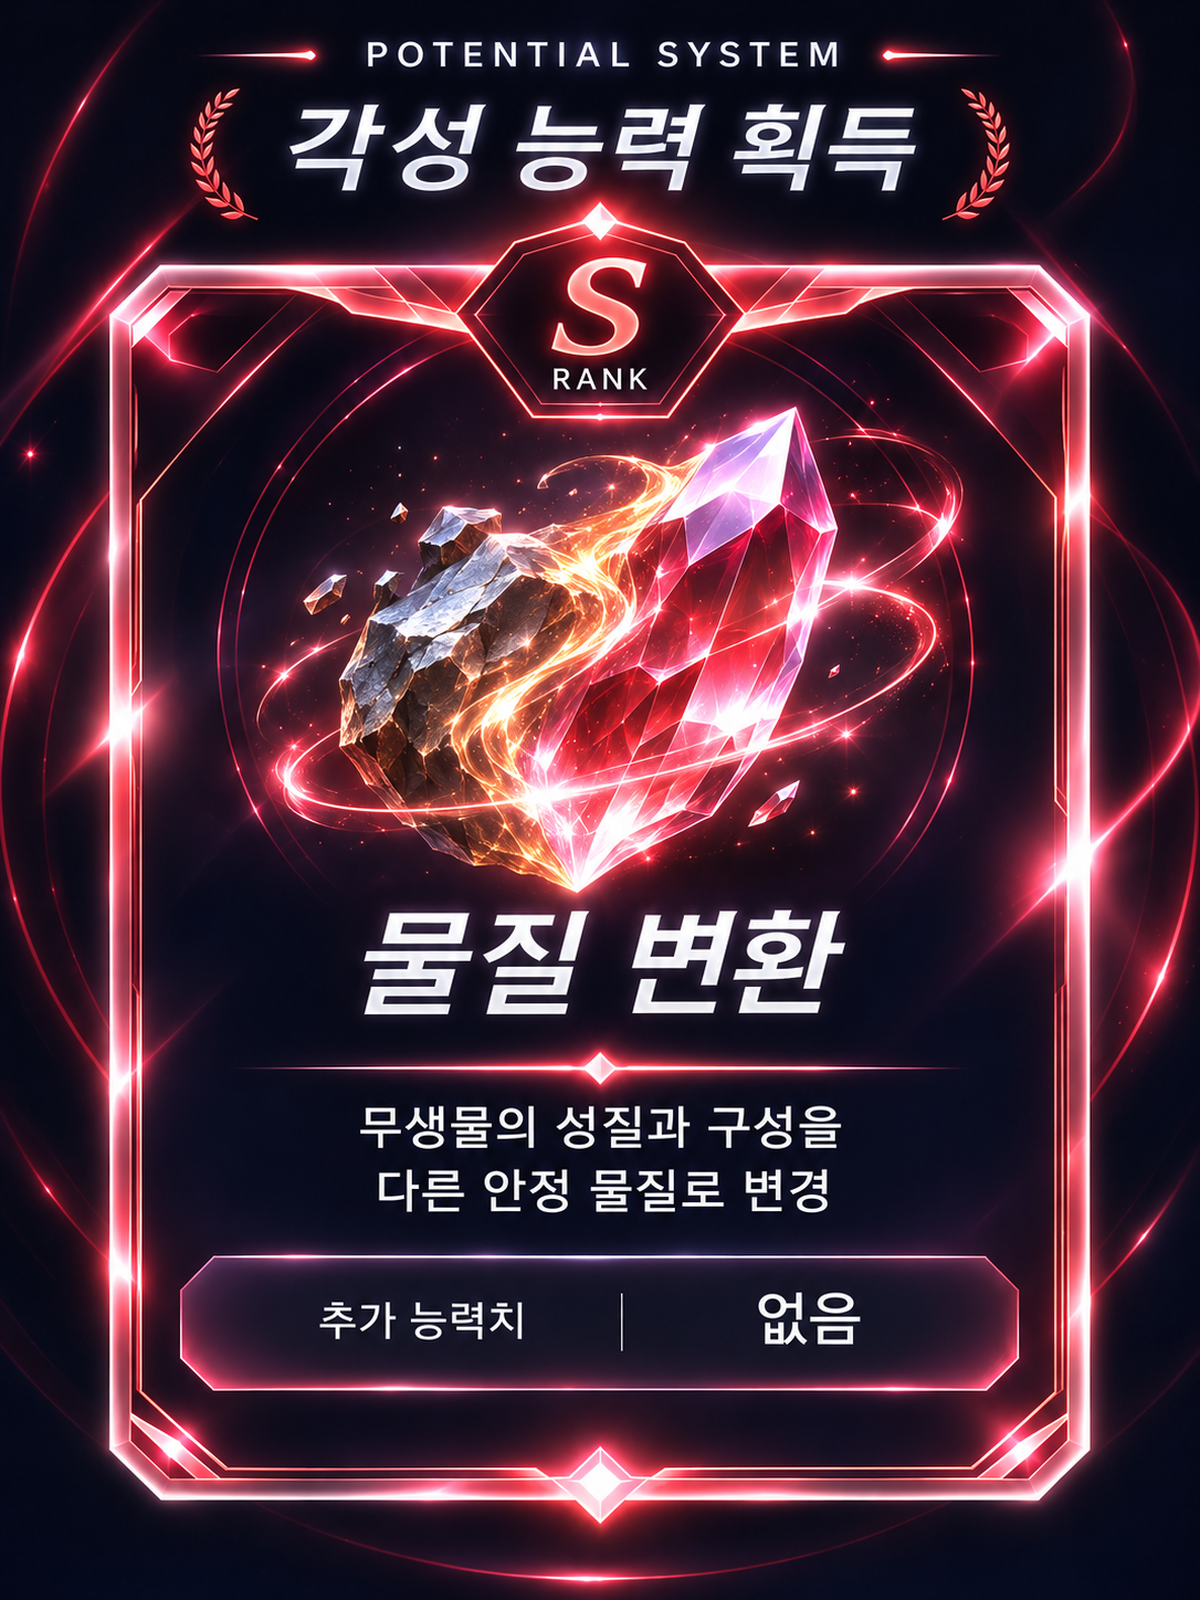 POTENTIAL SYSTEM
각성 능력 획득
S
RANK
물질 변환
무생물의 성질과 구성을
다른 안정 물질로 변경
추가 능력치 | 없음